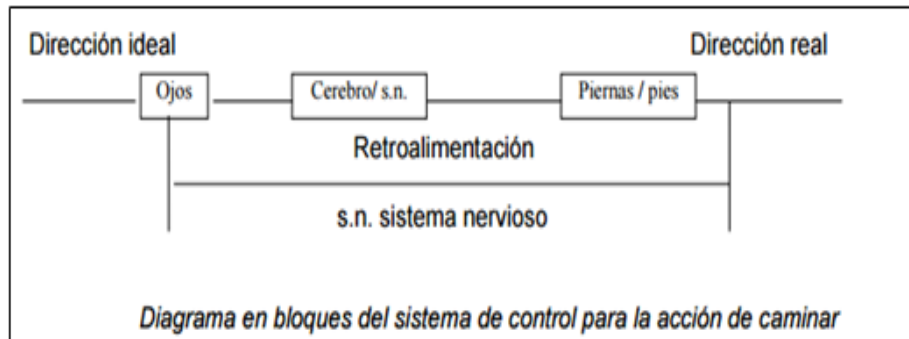 Dirección ideal
Dirección real
Ojos
Cerebro/ s.n.
Piernas / pies
Retroalimentación
s.n. sistema nervioso
Diagrama en bloques del sistema de control para la acción de caminar